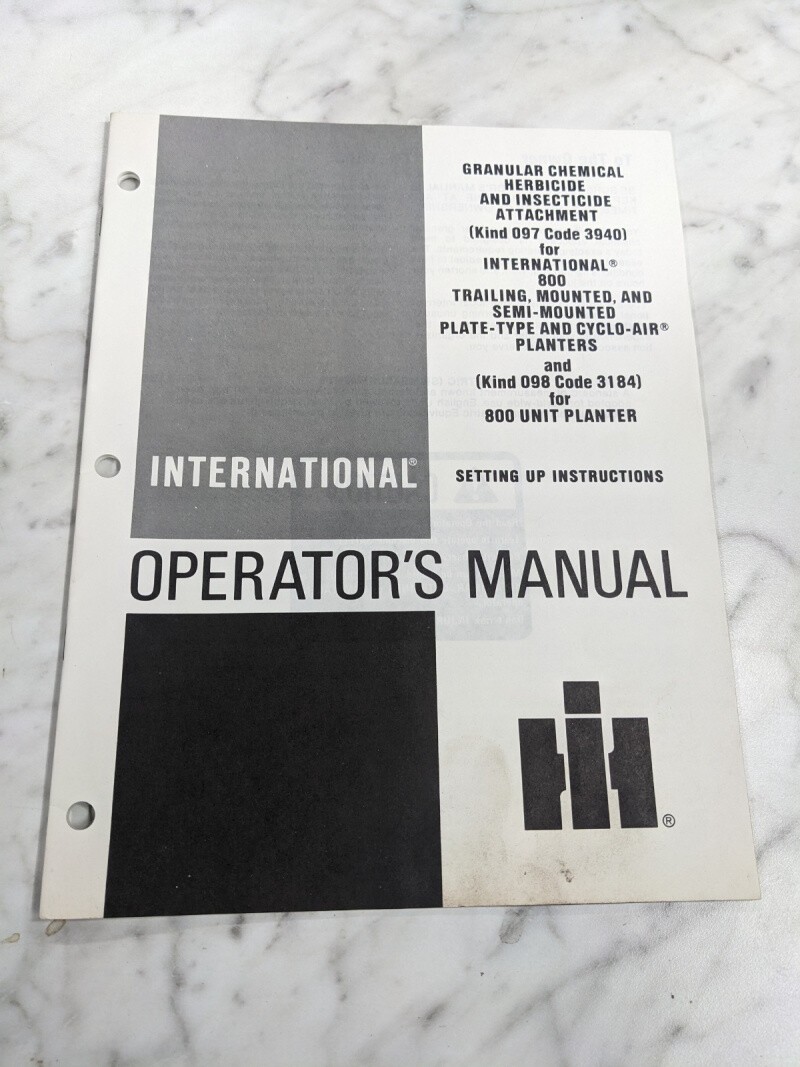 GRANULAR CHEMICAL
HERBICIDE
AND INSECTICIDE
ATTACHMENT
(Kind 097 Code 3940)
for
INTERNATIONAL®
800
TRAILING, MOUNTED, AND
SEMI-MOUNTED
PLATE-TYPE AND CYCLO-AIR®
PLANTERS
and
(Kind 098 Code 3184)
for
800 UNIT PLANTER
INTERNATIONAL®
SETTING UP INSTRUCTIONS
OPERATOR'S MANUAL
IH®